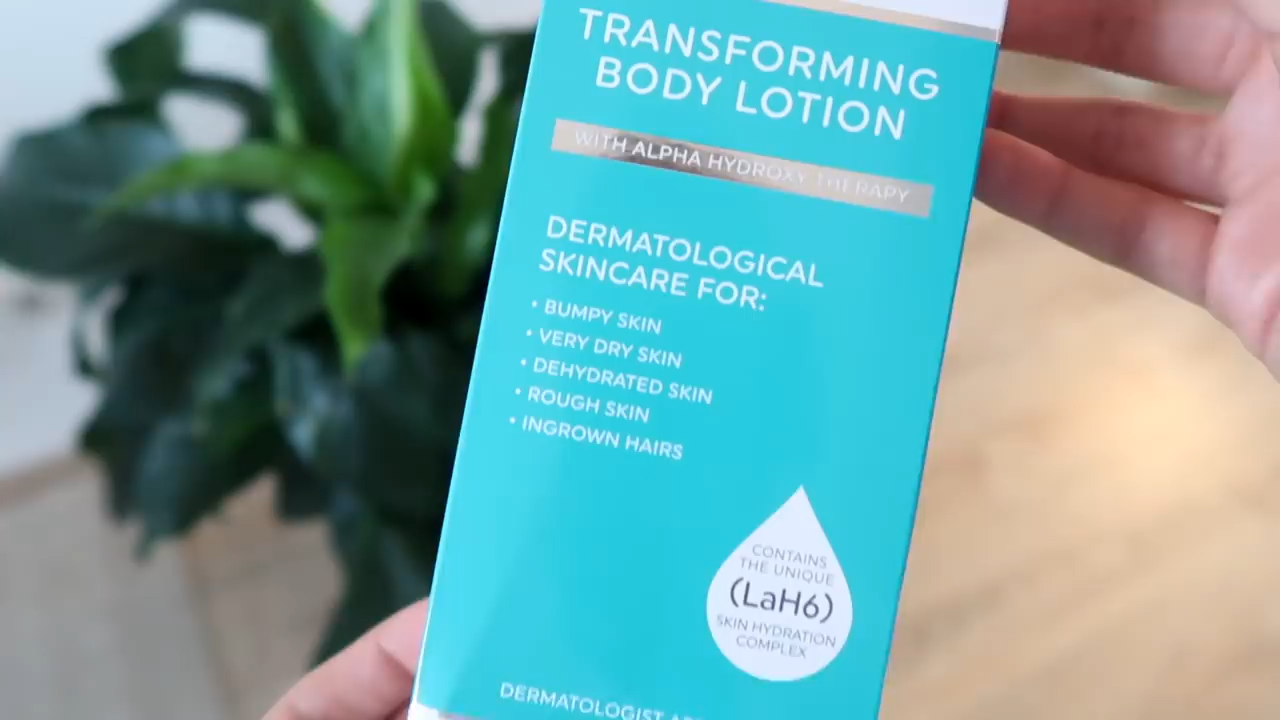 TRANSFORMING
BODY LOTION
WITH ALPHA HYDROXY THERAPY
DERMATOLOGICAL
SKINCARE FOR:
• BUMPY SKIN
• VERY DRY SKIN
• DEHYDRATED SKIN
• ROUGH SKIN
• INGROWN HAIRS
CONTAINS
THE UNIQUE
(LaH6)
SKIN HYDRATION
COMPLEX
DERMATOLOGIST